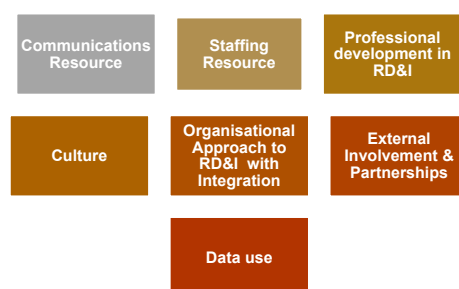 Communications
Resource
Staffing
Resource
Professional
development in
RD&I
Culture
Organisational
Approach to
RD&I with
Integration
External
Involvement &
Partnerships
Data use